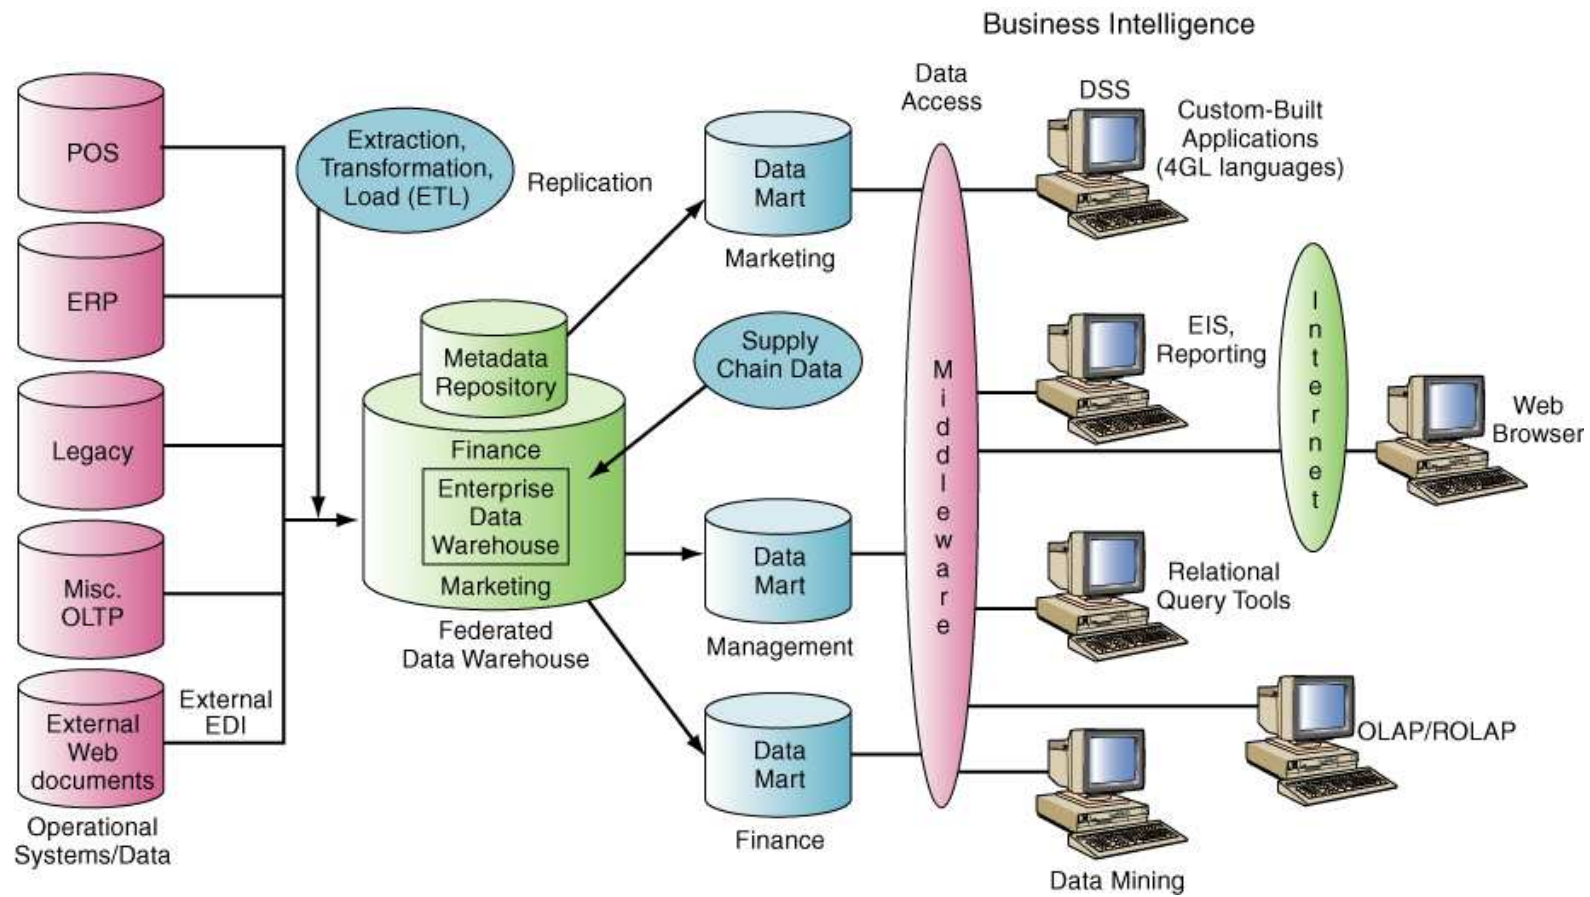 Business Intelligence
POS
ERP
Legacy
Misc.
OLTP
External
Web
documents
External
EDI
Operational
Systems/Data
Extraction,
Transformation,
Load (ETL)
Replication
Metadata
Repository
Finance
Enterprise
Data
Warehouse
Marketing
Federated
Data Warehouse
Supply
Chain Data
Data
Mart
Marketing
Data
Mart
Management
Data
Mart
Finance
Data
Access
Middleware
DSS
Custom-Built
Applications
(4GL languages)
EIS,
Reporting
Internet
Web
Browser
Relational
Query Tools
OLAP/ROLAP
Data Mining